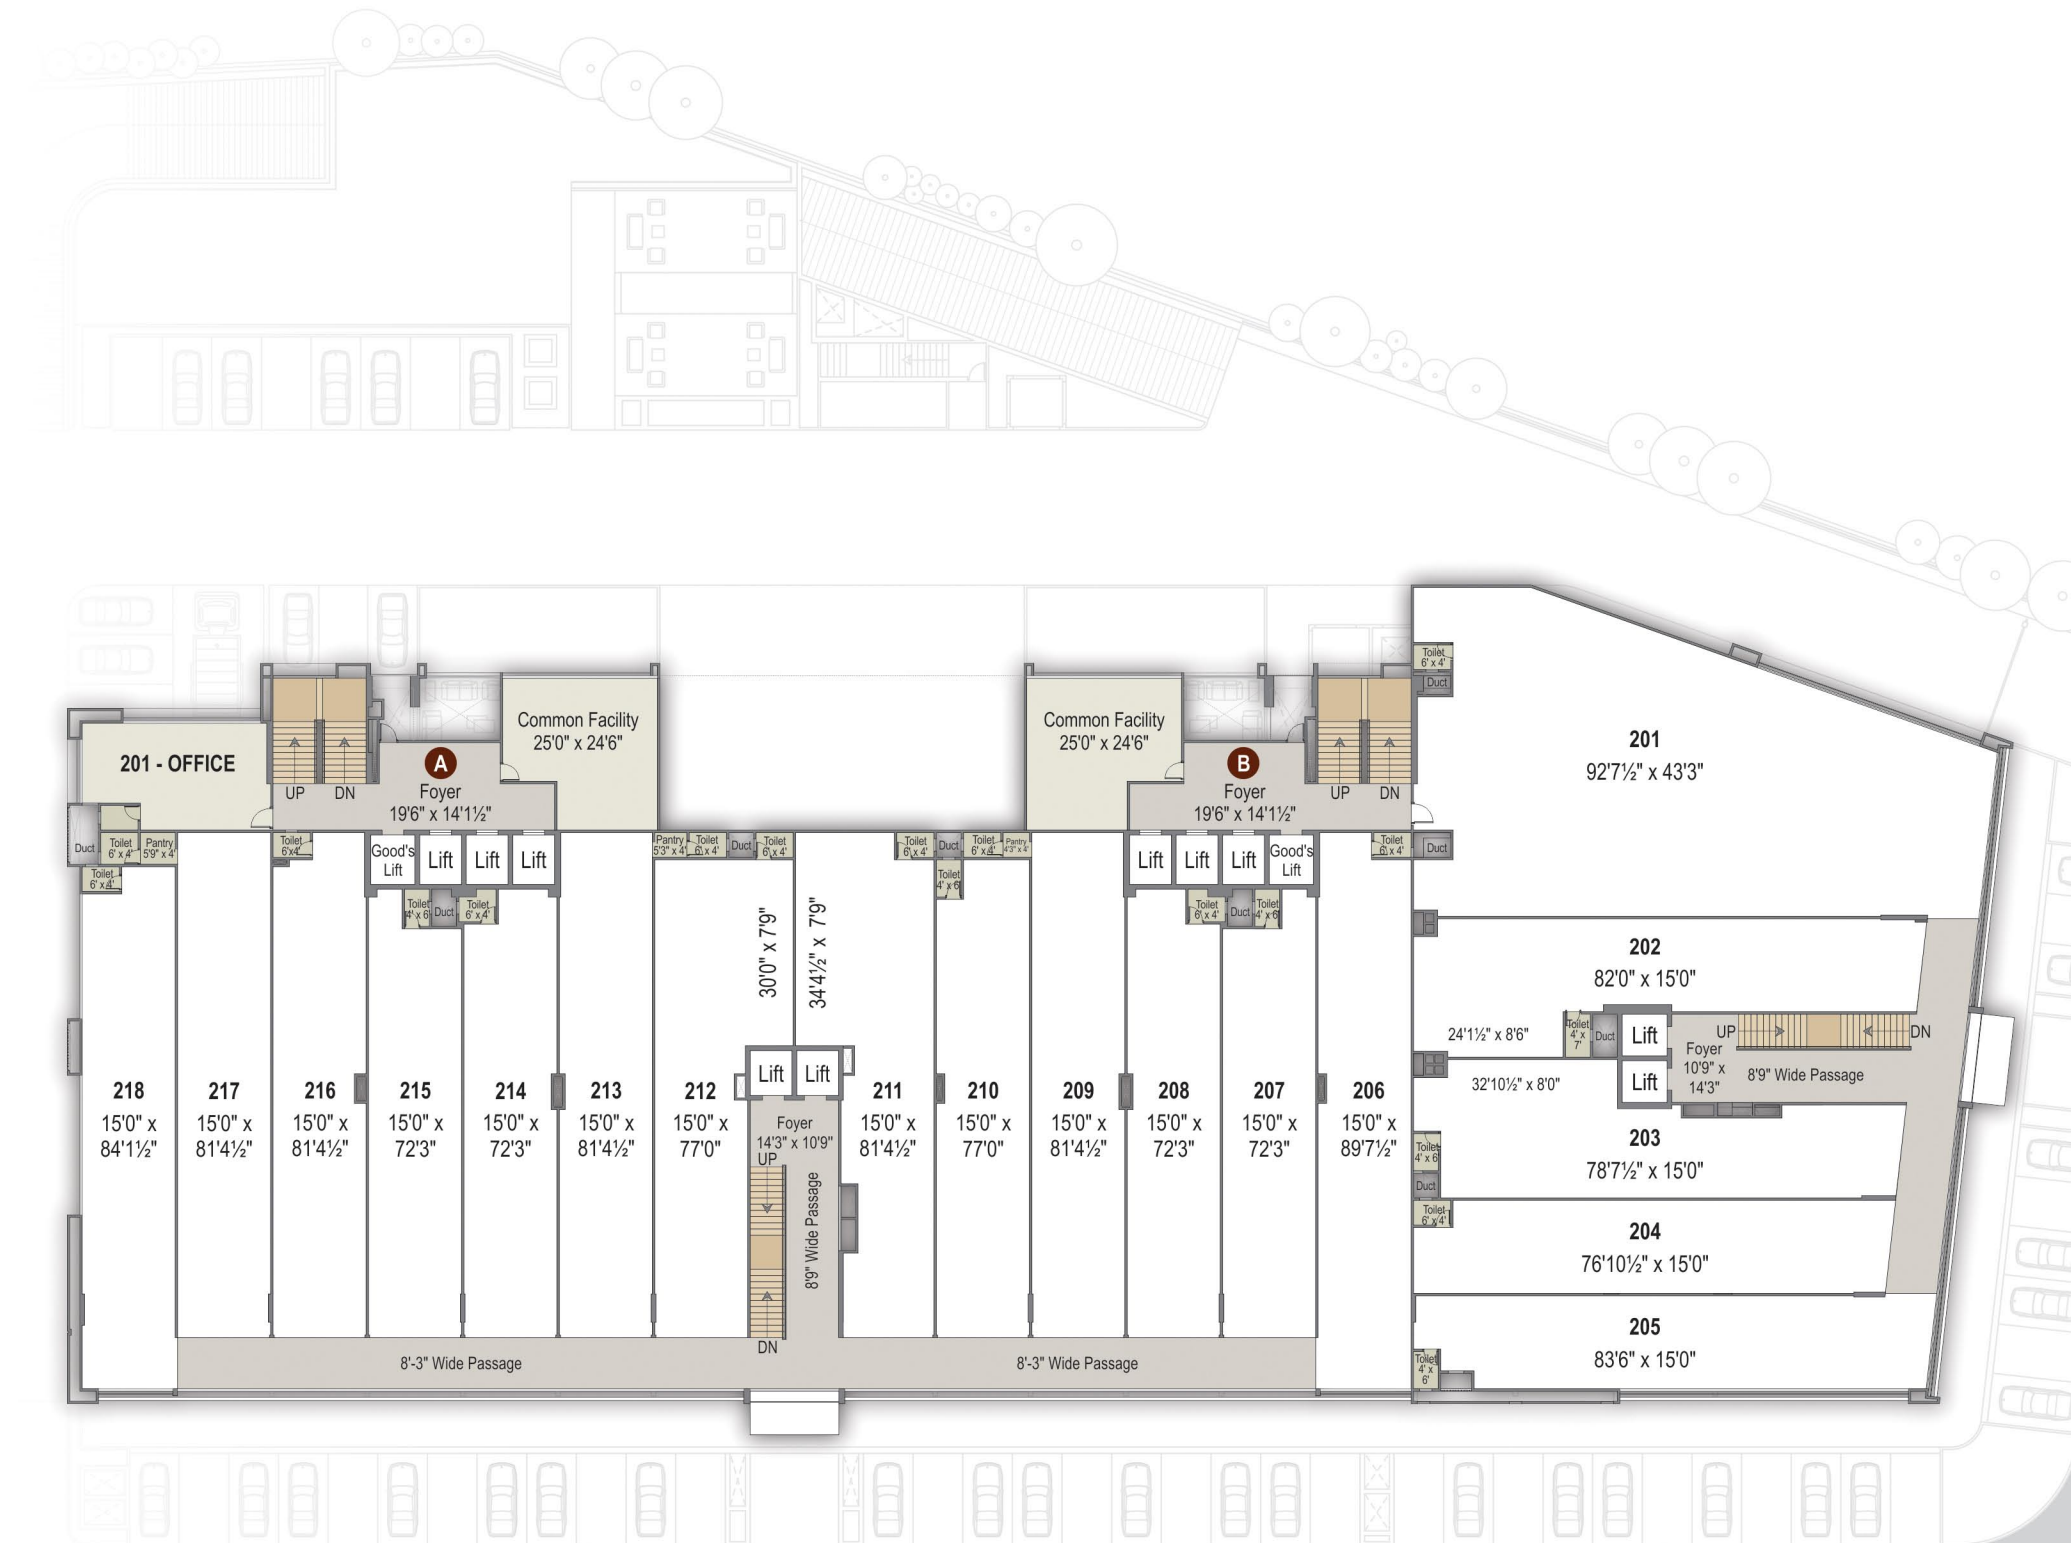 Toilet
6' x 4'
Duct
Common Facility
25'0" x 24'6"
Common Facility
25'0" x 24'6"
201
92'7½" x 43'3"
201 - OFFICE
A
Foyer
19'6" x 14'1½"
UP
DN
B
Foyer
19'6" x 14'1½"
UP
DN
Duct
Toilet
6' x 4'
Pantry
5'9" x 4'
Toilet
6'x4'
Good's
Lift
Lift
Lift
Lift
Pantry
5'3" x 4'
Toilet
6' x 4'
Duct
Toilet
6' x 4'
Toilet
6' x 4'
Duct
Toilet
6' x 4'
Pantry
4'3" x 4'
Lift
Lift
Lift
Good's
Lift
Toilet
6' x 4'
Duct
Toilet
6' x 4'
Toilet
4' x 6'
Toilet
4' x 6'
Duct
Toilet
6' x 4'
Toilet
6' x 4'
Duct
Toilet
4' x 6'
30'0" x 7'9"
34'4½" x 7'9"
202
82'0" x 15'0"
24'1½" x 8'6"
Toilet
4' x
7'
Duct
Lift
UP
DN
Foyer
10'9" x
14'3"
8'9" Wide Passage
Lift
32'10½" x 8'0"
Lift
Lift
218
15'0" x
84'1½"
217
15'0" x
81'4½"
216
15'0" x
81'4½"
215
15'0" x
72'3"
214
15'0" x
72'3"
213
15'0" x
81'4½"
212
15'0" x
77'0"
Foyer
14'3" x 10'9"
UP
8'9" Wide Passage
DN
211
15'0" x
81'4½"
210
15'0" x
77'0"
209
15'0" x
81'4½"
208
15'0" x
72'3"
207
15'0" x
72'3"
206
15'0" x
89'7½"
203
78'7½" x 15'0"
Toilet
4' x 6'
Duct
Toilet
6' x 4'
204
76'10½" x 15'0"
205
83'6" x 15'0"
Toilet
4' x
6'
8'-3" Wide Passage
8'-3" Wide Passage